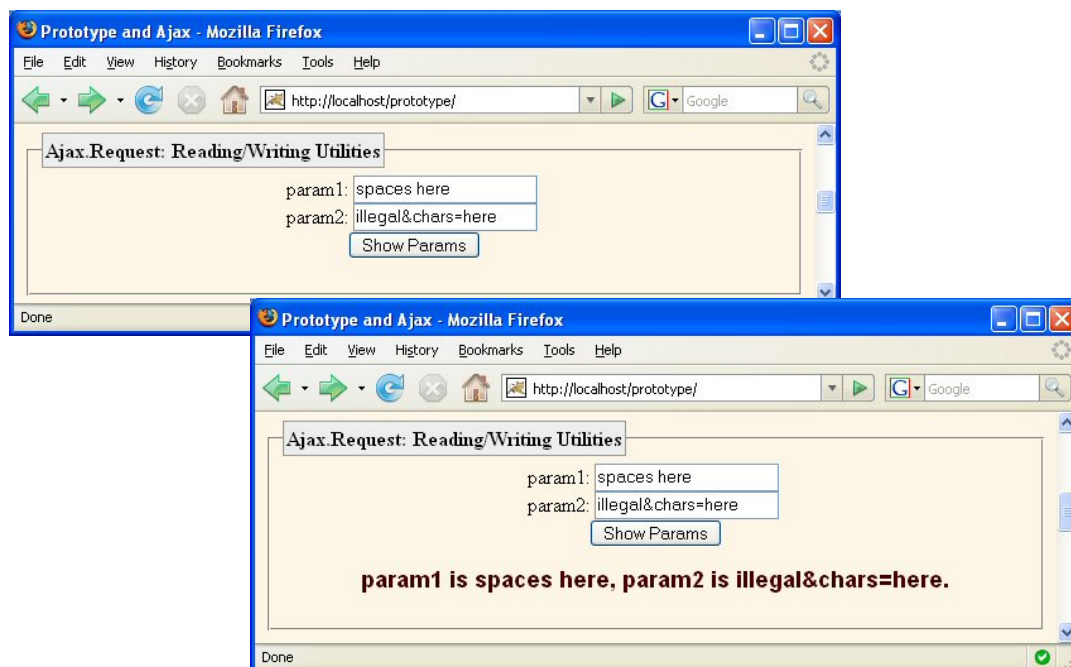 Prototype and Ajax - Mozilla Firefox
File Edit View History Bookmarks Tools Help
http://localhost/prototype/ G Google
Ajax.Request: Reading/Writing Utilities
param1: spaces here
param2: illegal&chars=here
Show Params
Done
Prototype and Ajax - Mozilla Firefox
File Edit View History Bookmarks Tools Help
http://localhost/prototype/ G Google
Ajax.Request: Reading/Writing Utilities
param1: spaces here
param2: illegal&chars=here
Show Params
param1 is spaces here, param2 is illegal&chars=here.
Done